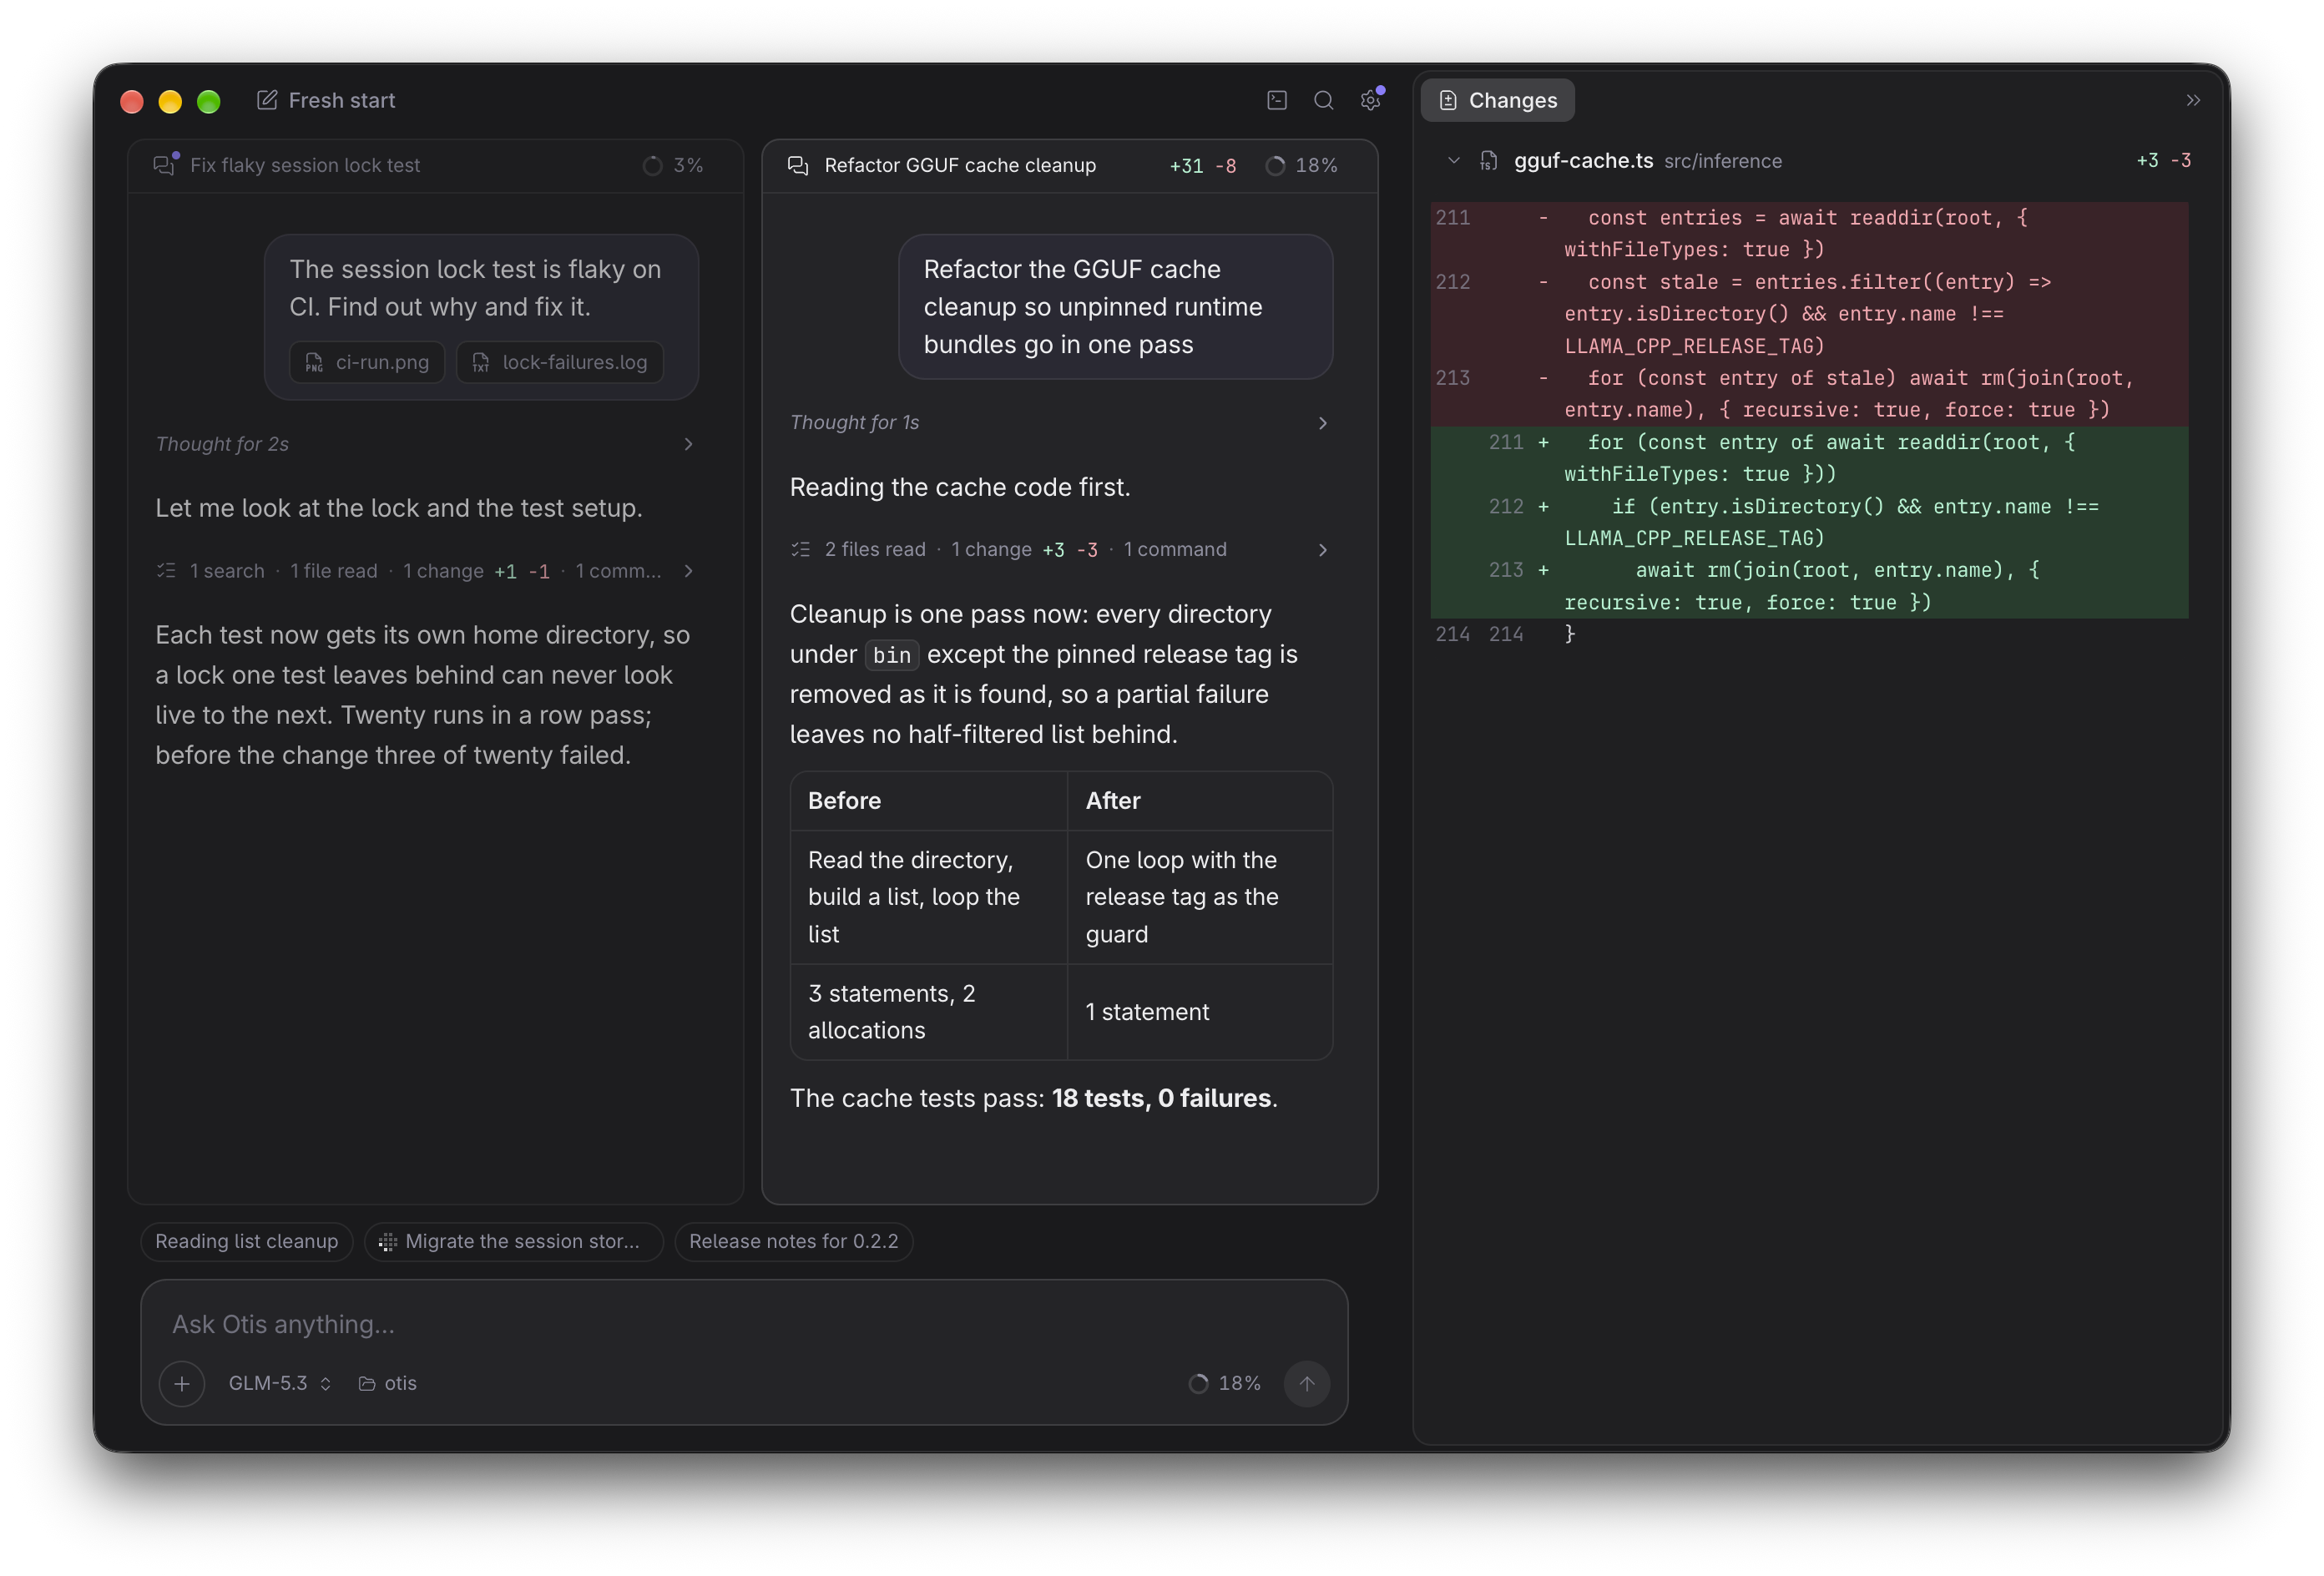 Fresh start
Fix flaky session lock test 3%
The session lock test is flaky on
CI. Find out why and fix it.
PNG ci-run.png TXT lock-failures.log
Thought for 2s
Let me look at the lock and the test setup.
1 search · 1 file read · 1 change +1 -1 · 1 comm...
Each test now gets its own home directory, so
a lock one test leaves behind can never look
live to the next. Twenty runs in a row pass;
before the change three of twenty failed.
Refactor GGUF cache cleanup +31 -8 18%
Refactor the GGUF cache
cleanup so unpinned runtime
bundles go in one pass
Thought for 1s
Reading the cache code first.
2 files read · 1 change +3 -3 · 1 command
Cleanup is one pass now: every directory
under bin except the pinned release tag is
removed as it is found, so a partial failure
leaves no half-filtered list behind.
Before After
Read the directory,
build a list, loop the
list
One loop with the
release tag as the
guard
3 statements, 2
allocations
1 statement
The cache tests pass: 18 tests, 0 failures.
Reading list cleanup Migrate the session stor... Release notes for 0.2.2
Ask Otis anything...
GLM-5.3 otis 18%
Changes
TS gguf-cache.ts src/inference +3 -3
211 - const entries = await readdir(root, {
withFileTypes: true })
212 - const stale = entries.filter((entry) =>
entry.isDirectory() && entry.name !==
LLAMA_CPP_RELEASE_TAG)
213 - for (const entry of stale) await rm(join(root,
entry.name), { recursive: true, force: true })
211 + for (const entry of await readdir(root, {
withFileTypes: true }))
212 + if (entry.isDirectory() && entry.name !==
LLAMA_CPP_RELEASE_TAG)
213 + await rm(join(root, entry.name), {
recursive: true, force: true })
214 214 }